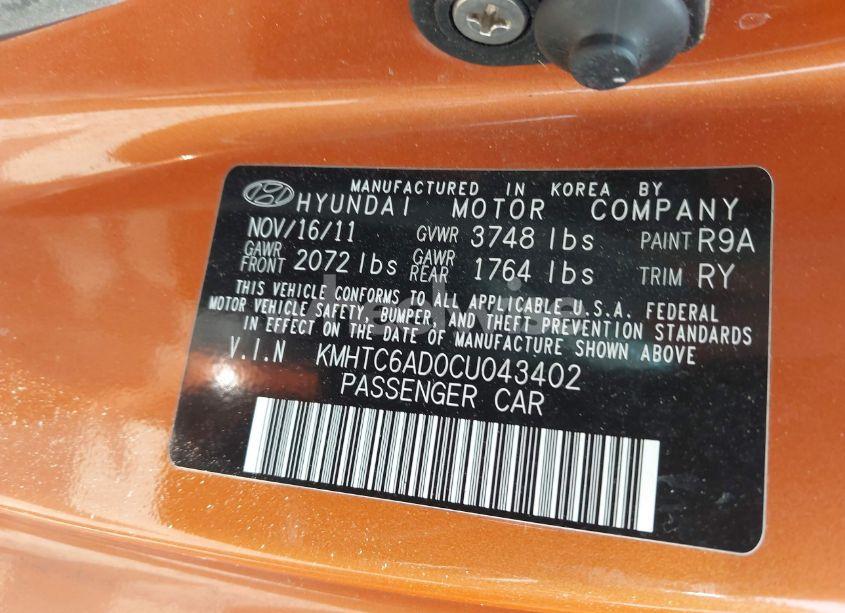 MANUFACTURED IN KOREA BY
HYUNDAI MOTOR COMPANY
NOV/16/11 GVWR 3748 lbs PAINT R9A
GAWR FRONT 2072 lbs GAWR REAR 1764 lbs TRIM RY
THIS VEHICLE CONFORMS TO ALL APPLICABLE U.S.A. FEDERAL
MOTOR VEHICLE SAFETY, BUMPER, AND THEFT PREVENTION STANDARDS
IN EFFECT ON THE DATE OF MANUFACTURE SHOWN ABOVE
V.I.N KMHTC6AD0CU043402
PASSENGER CAR